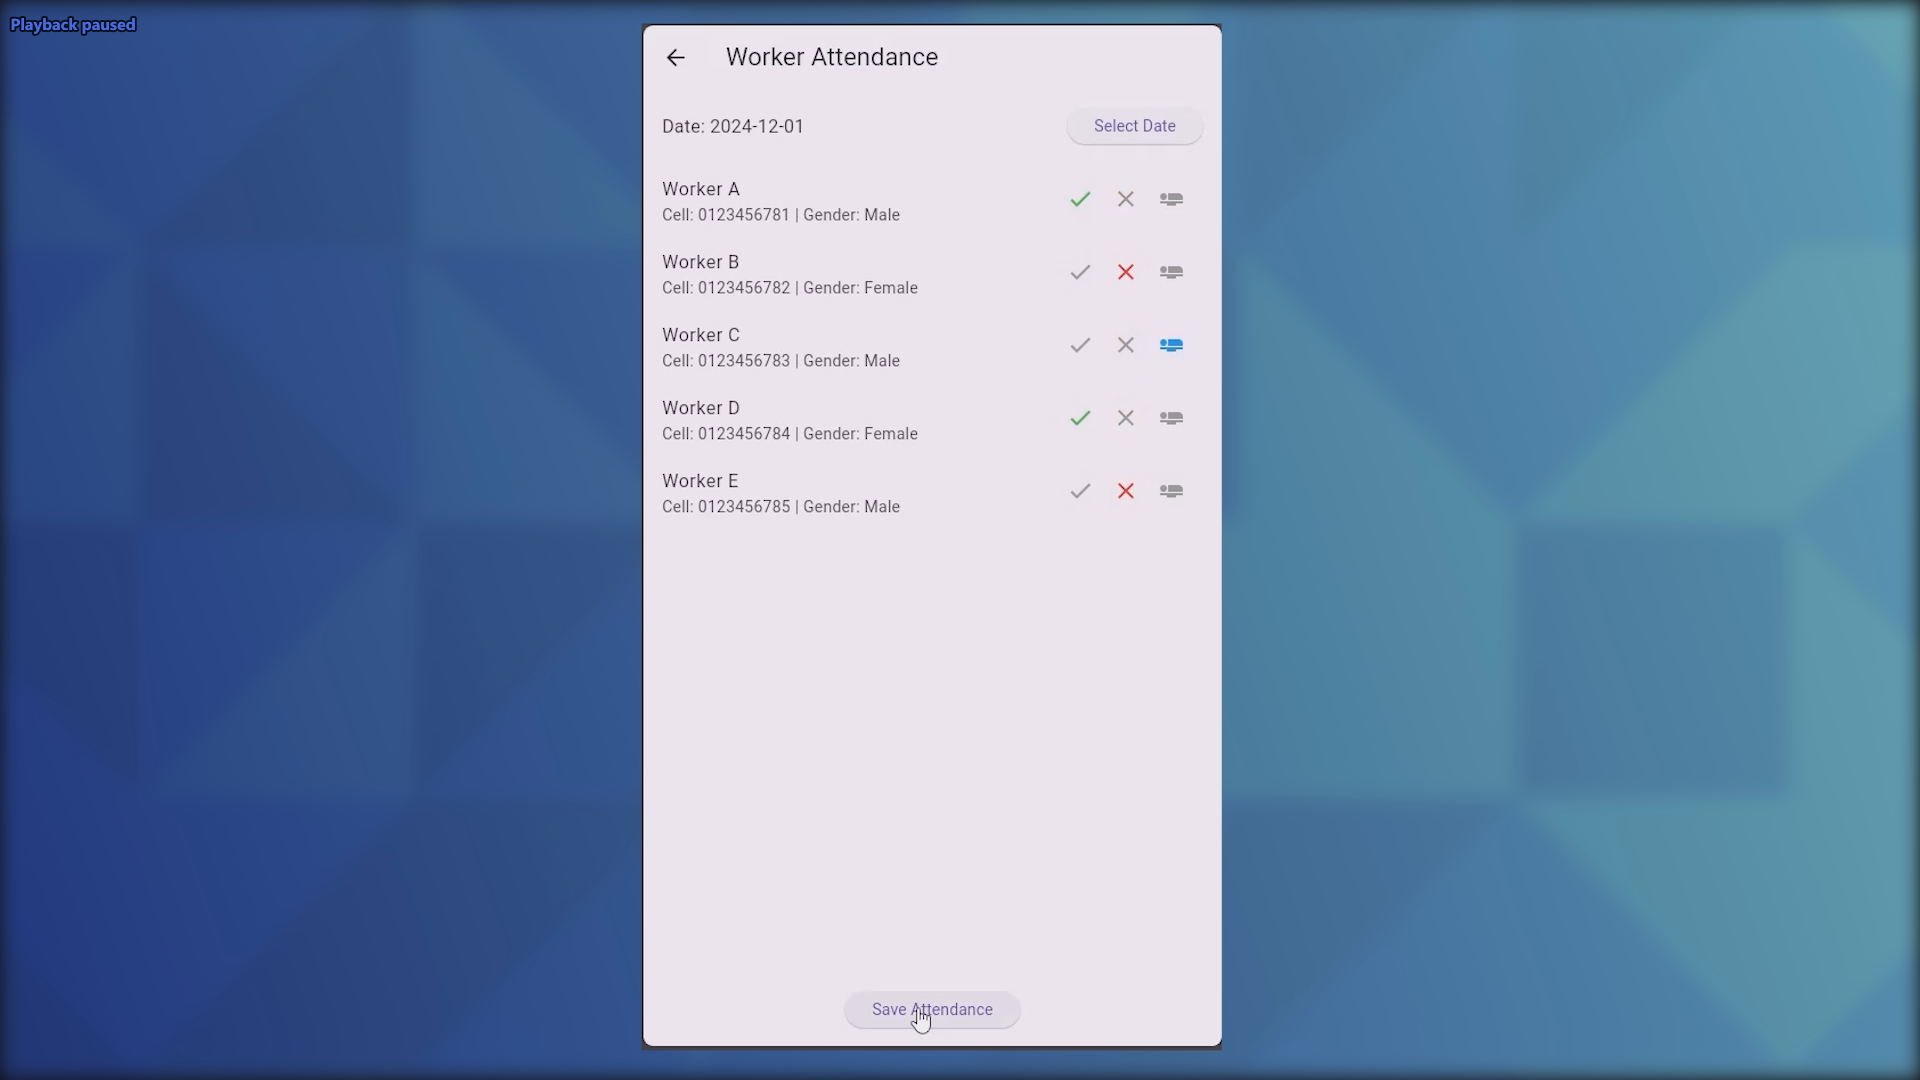 Playback paused
Worker Attendance
Date: 2024-12-01
Select Date
Worker A
Cell: 0123456781 | Gender: Male
Worker B
Cell: 0123456782 | Gender: Female
Worker C
Cell: 0123456783 | Gender: Male
Worker D
Cell: 0123456784 | Gender: Female
Worker E
Cell: 0123456785 | Gender: Male
Save Attendance